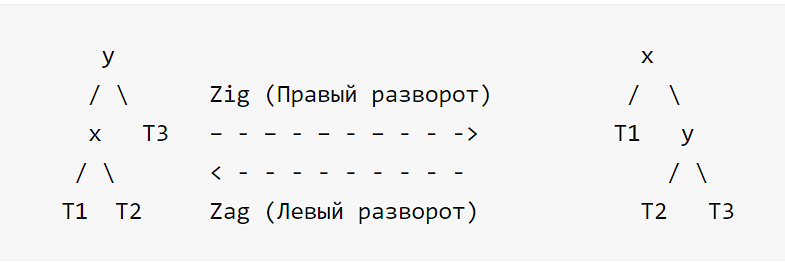 y                                       x
/ \      Zig (Правый разворот)          /  \
x   T3   – - – - - - - - - ->          T1   y
/ \       < - - - - - - - - -               / \
T1  T2     Zag (Левый разворот)            T2   T3